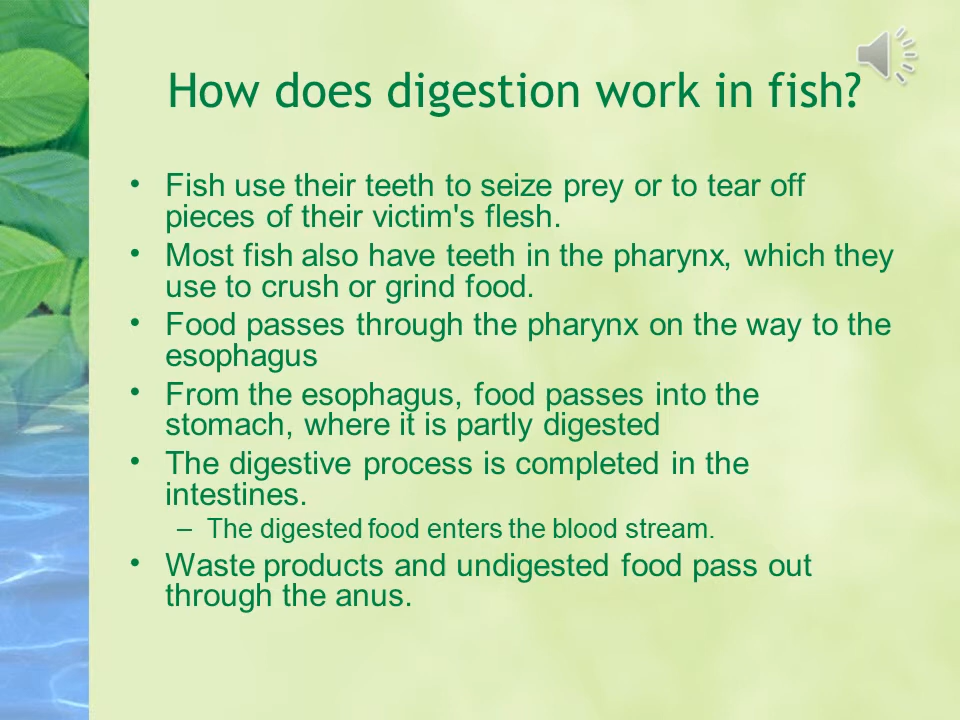 How does digestion work in fish?
• Fish use their teeth to seize prey or to tear off
pieces of their victim's flesh.
• Most fish also have teeth in the pharynx, which they
use to crush or grind food.
• Food passes through the pharynx on the way to the
esophagus
• From the esophagus, food passes into the
stomach, where it is partly digested
• The digestive process is completed in the
intestines.
– The digested food enters the blood stream.
• Waste products and undigested food pass out
through the anus.